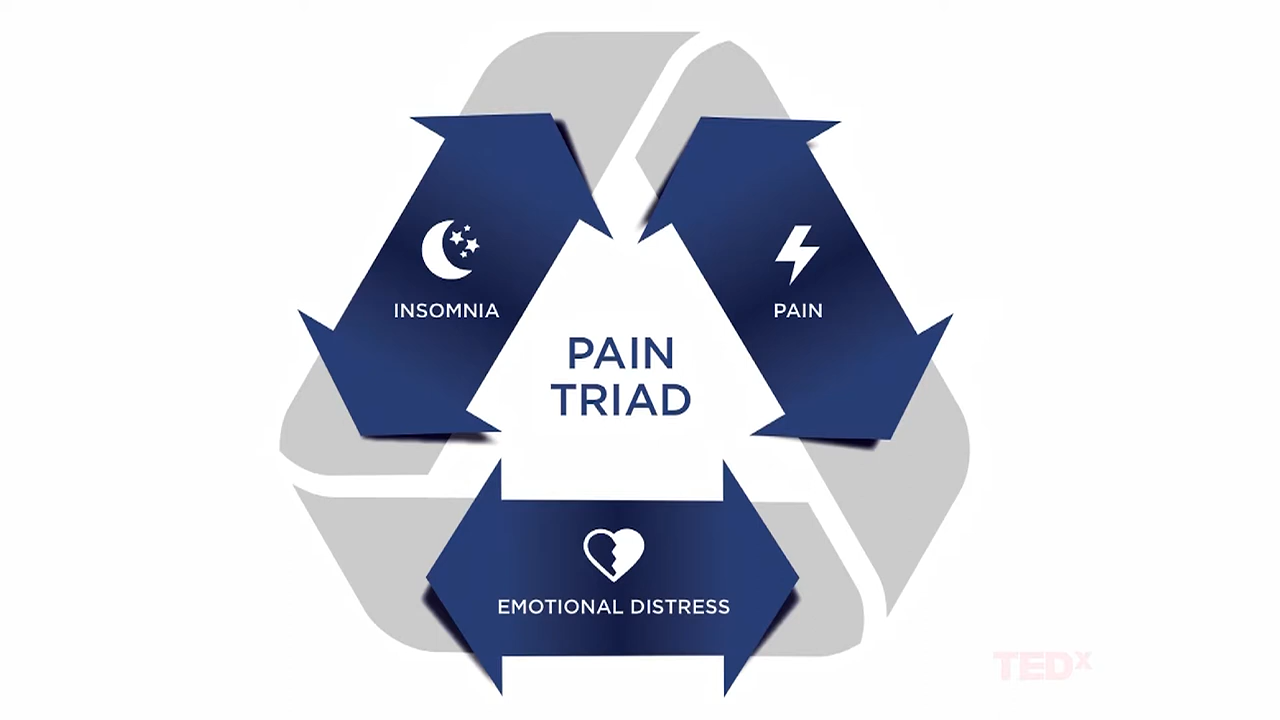 INSOMNIA
PAIN
PAIN
TRIAD
EMOTIONAL DISTRESS
TEDx